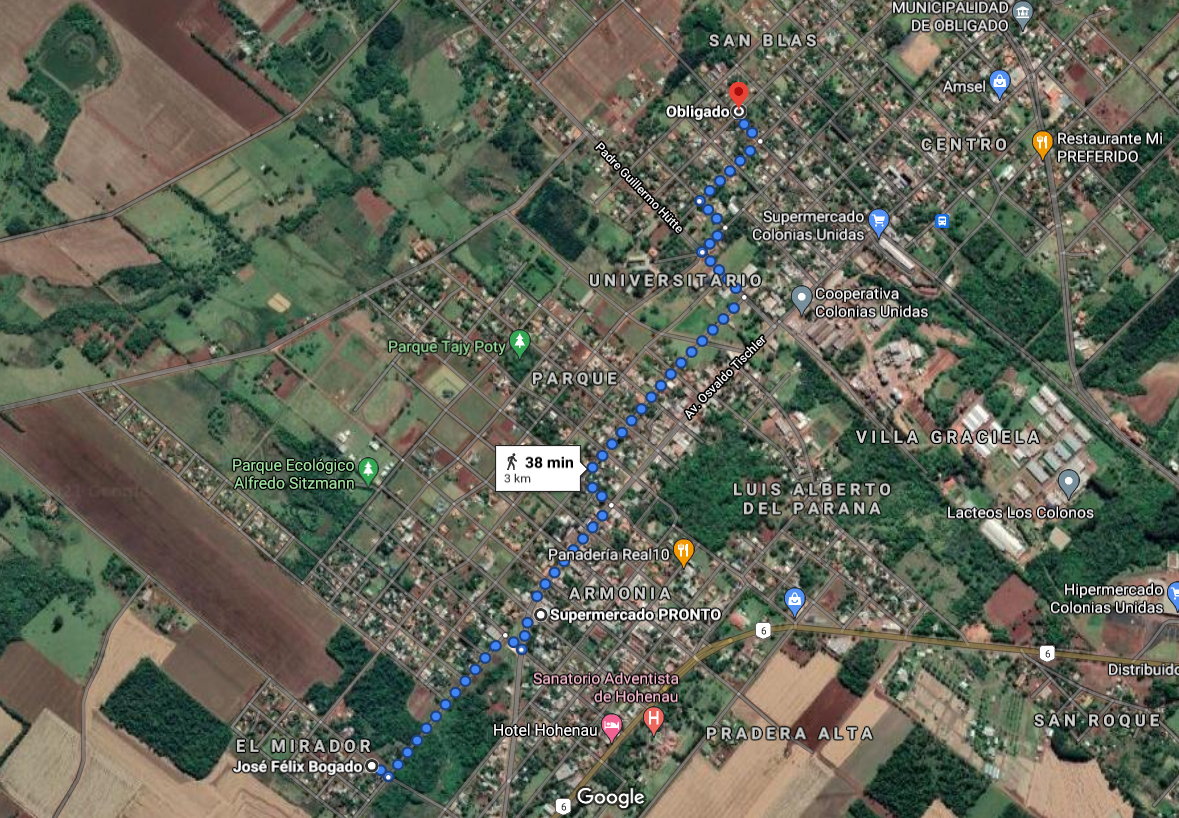 MUNICIPALIDAD
DE OBLIGADO
SAN BLAS
Amsel
Obligado
CENTRO
Restaurante Mi
PREFERIDO
Padre Guillermo Hütte
Supermercado
Colonias Unidas
UNIVERSITARIO
Cooperativa
Colonias Unidas
Parque Tajy Poty
PARQUE
Av. Osvaldo Tischler
VILLA GRACIELA
38 min
3 km
Parque Ecológico
Alfredo Sitzmann
LUIS ALBERTO
DEL PARANA
Lacteos Los Colonos
Panadería Real10
ARMONIA
Hipermercado
Colonias Unidas
Supermercado PRONTO
6
6
Distribuido
Sanatorio Adventista
de Hohenau
H
SAN ROQUE
Hotel Hohenau
PRADERA ALTA
EL MIRADOR
José Félix Bogado
Google
6